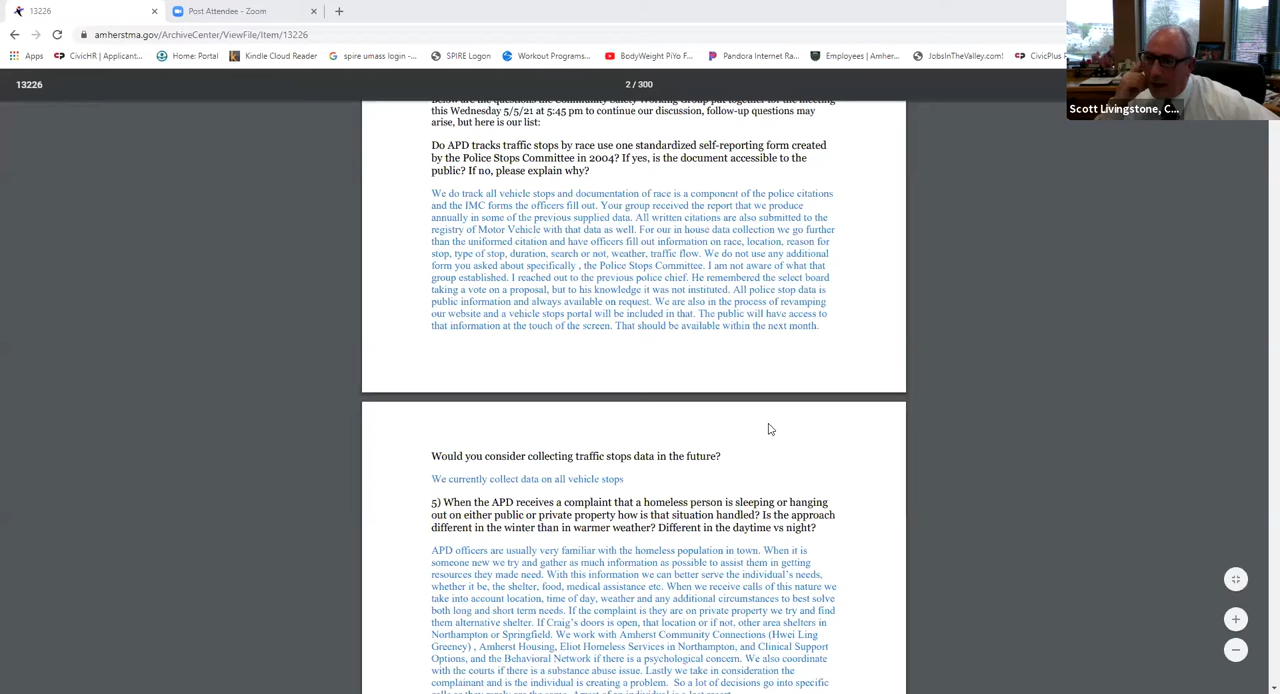 13226
Post Attendee - Zoom
amherstma.gov/ArchiveCenter/ViewFile/Item/13226
Apps
CivicHR | Applicant...
Home: Portal
Kindle Cloud Reader
spire umass login -...
SPIRE Logon
Workout Programs...
BodyWeight PiYo F...
Pandora Internet Ra...
Employees | Amher...
JobsInTheValley.com!
CivicPlus
13226
2 / 300
Scott Livingstone, C...
Below are the questions the Community Safety Working Group put together for the meeting
this Wednesday 5/5/21 at 5:45 pm to continue our discussion, follow-up questions may
arise, but here is our list:
Do APD tracks traffic stops by race use one standardized self-reporting form created
by the Police Stops Committee in 2004? If yes, is the document accessible to the
public? If no, please explain why?
We do track all vehicle stops and documentation of race is a component of the police citations
and the IMC forms the officers fill out. Your group received the report that we produce
annually in some of the previous supplied data. All written citations are also submitted to the
registry of Motor Vehicle with that data as well. For our in house data collection we go further
than the uniformed citation and have officers fill out information on race, location, reason for
stop, type of stop, duration, search or not, weather, traffic flow. We do not use any additional
form you asked about specifically , the Police Stops Committee. I am not aware of what that
group established. I reached out to the previous police chief. He remembered the select board
taking a vote on a proposal, but to his knowledge it was not instituted. All police stop data is
public information and always available on request. We are also in the process of revamping
our website and a vehicle stops portal will be included in that. The public will have access to
that information at the touch of the screen. That should be available within the next month.
Would you consider collecting traffic stops data in the future?
We currently collect data on all vehicle stops
5) When the APD receives a complaint that a homeless person is sleeping or hanging
out on either public or private property how is that situation handled? Is the approach
different in the winter than in warmer weather? Different in the daytime vs night?
APD officers are usually very familiar with the homeless population in town. When it is
someone new we try and gather as much information as possible to assist them in getting
resources they made need. With this information we can better serve the individual's needs,
whether it be, the shelter, food, medical assistance etc. When we receive calls of this nature we
take into account location, time of day, weather and any additional circumstances to best solve
both long and short term needs. If the complaint is they are on private property we try and find
them alternative shelter. If Craig's doors is open, that location or if not, other area shelters in
Northampton or Springfield. We work with Amherst Community Connections (Hwei Ling
Greeney) , Amherst Housing, Eliot Homeless Services in Northampton, and Clinical Support
Options, and the Behavioral Network if there is a psychological concern. We also coordinate
with the courts if there is a substance abuse issue. Lastly we take in consideration the
complainant and is the individual is creating a problem.  So a lot of decisions go into specific